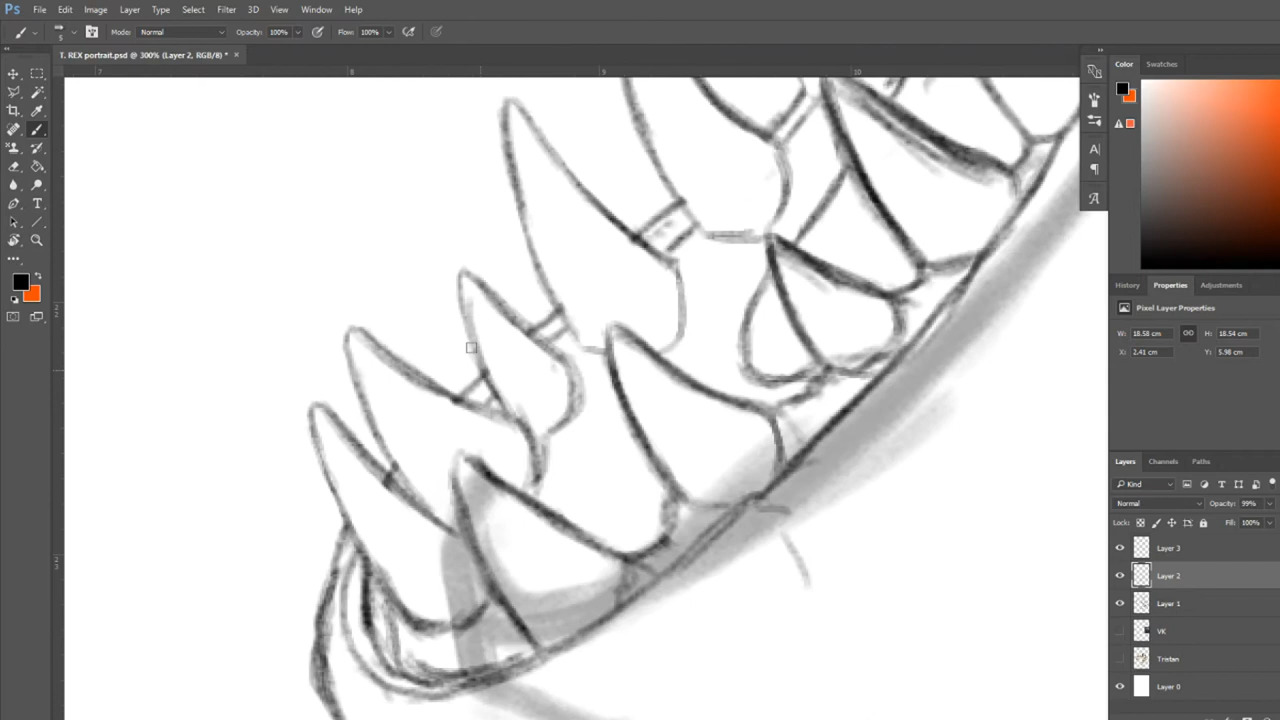 Ps File Edit Image Layer Type Select Filter 3D View Window Help
5 Mode: Normal Opacity: 100% Flow: 100%
T. REX portrait.psd @ 300% (Layer 2, RGB/8) * ×
7 8 9 10
Color Swatches
History Properties Adjustments
Pixel Layer Properties
W: 18.58 cm H: 18.54 cm
X: 2.41 cm Y: 5.98 cm
Layers Channels Paths
Kind
Normal Opacity: 99%
Lock: Fill: 100%
Layer 3
Layer 2
Layer 1
VK
Tristan
Layer 0